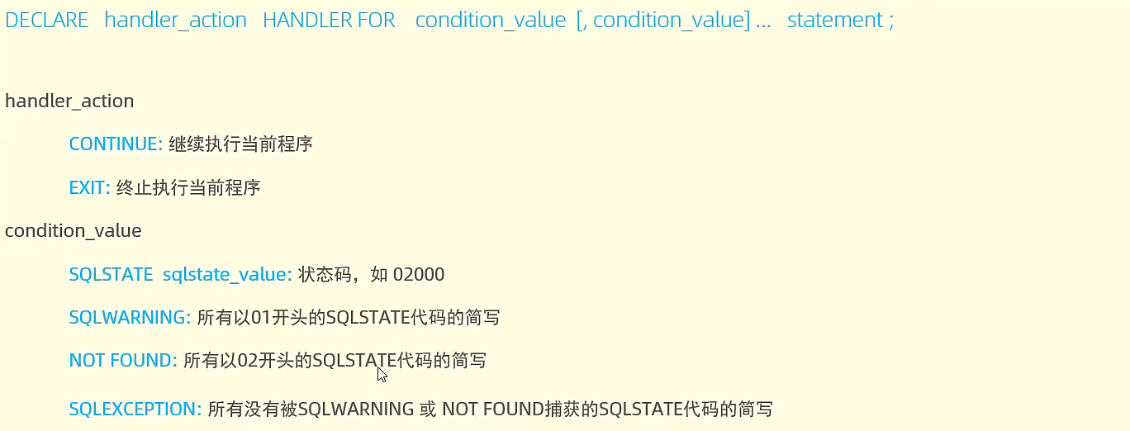 DECLARE handler_action HANDLER FOR condition_value [, condition_value] ... statement ;
handler_action
CONTINUE: 继续执行当前程序
EXIT: 终止执行当前程序
condition_value
SQLSTATE sqlstate_value: 状态码，如 02000
SQLWARNING: 所有以01开头的SQLSTATE代码的简写
NOT FOUND: 所有以02开头的SQLSTATE代码的简写
SQLEXCEPTION: 所有没有被SQLWARNING 或 NOT FOUND捕获的SQLSTATE代码的简写